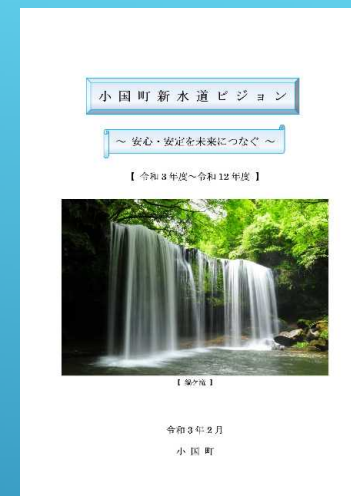 小国町新水道ビジョン
～ 安心・安定を未来につなぐ ～
【 令和3年度～令和12年度 】
【 鍋ケ滝 】
令和3年2月
小 国 町